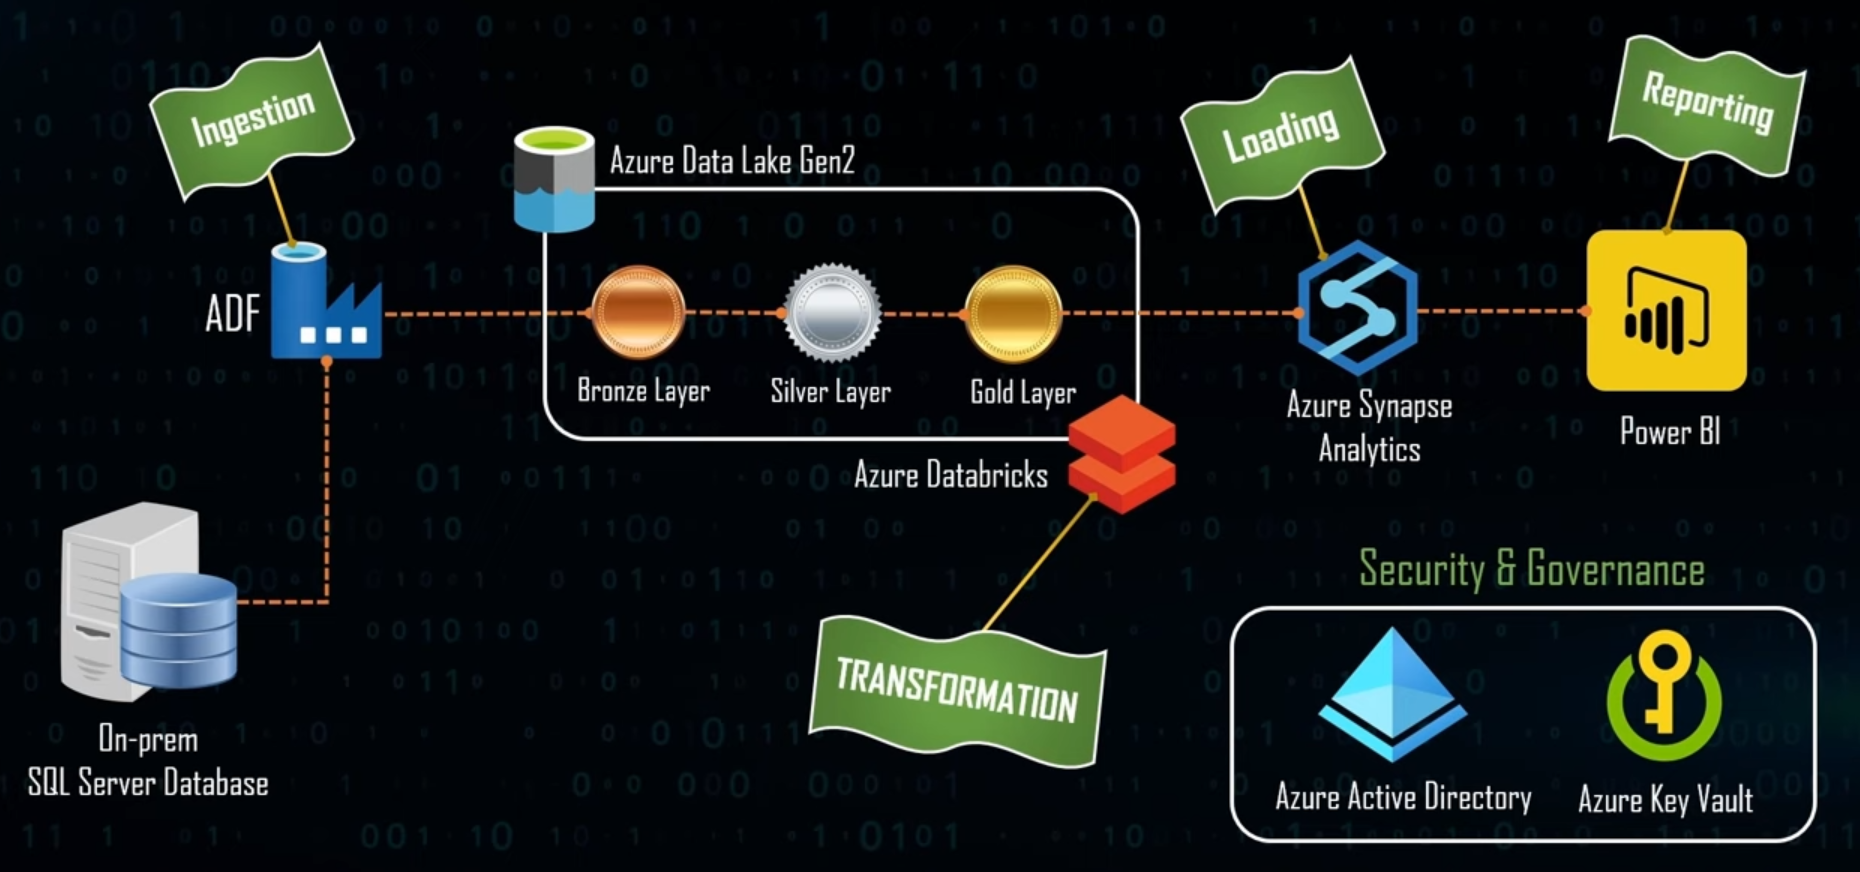 Ingestion
Loading
Reporting
Azure Data Lake Gen2
ADF
Bronze Layer
Silver Layer
Gold Layer
Azure Synapse
Analytics
Power BI
Azure Databricks
TRANSFORMATION
On-prem
SQL Server Database
Security & Governance
Azure Active Directory
Azure Key Vault